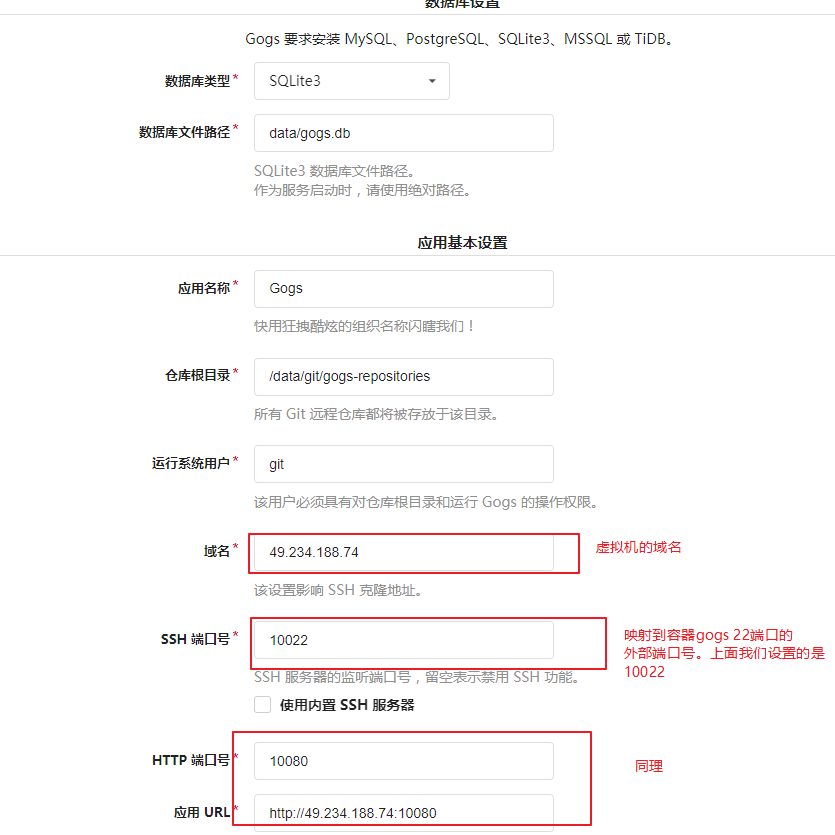 数据库设置
Gogs 要求安装 MySQL、PostgreSQL、SQLite3、MSSQL 或 TiDB。
数据库类型*
SQLite3
数据库文件路径*
data/gogs.db
SQLite3 数据库文件路径。
作为服务启动时，请使用绝对路径。
应用基本设置
应用名称*
Gogs
快用狂拽酷炫的组织名称闪瞎我们！
仓库根目录*
/data/git/gogs-repositories
所有 Git 远程仓库都将被存放于该目录。
运行系统用户*
git
该用户必须具有对仓库根目录和运行 Gogs 的操作权限。
域名*
49.234.188.74
虚拟机的域名
该设置影响 SSH 克隆地址。
SSH 端口号*
10022
映射到容器gogs 22端口的
外部端口号。上面我们设置的是
10022
SSH 服务器的监听端口号，留空表示禁用 SSH 功能。
使用内置 SSH 服务器
HTTP 端口号*
10080
同理
应用 URL*
http://49.234.188.74:10080